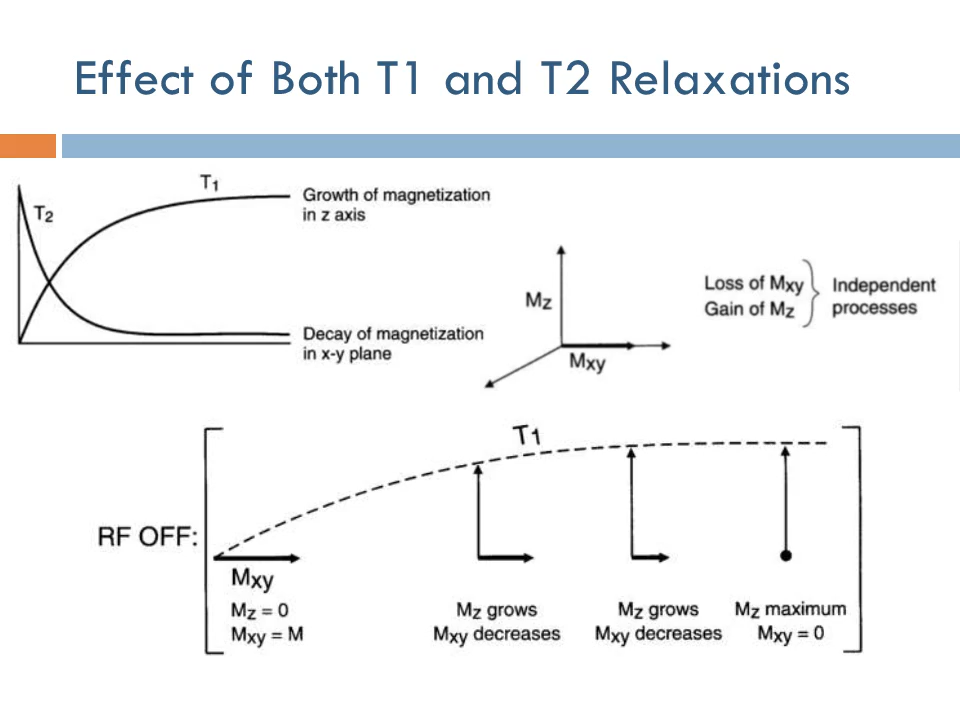 Effect of Both T1 and T2 Relaxations
T1
T2
Growth of magnetization
in z axis
Decay of magnetization
in x-y plane
Mz
Mxy
Loss of Mxy
Gain of Mz
Independent
processes
T1
RF OFF:
Mxy
Mz = 0
Mxy = M
Mz grows
Mxy decreases
Mz grows
Mxy decreases
Mz maximum
Mxy = 0